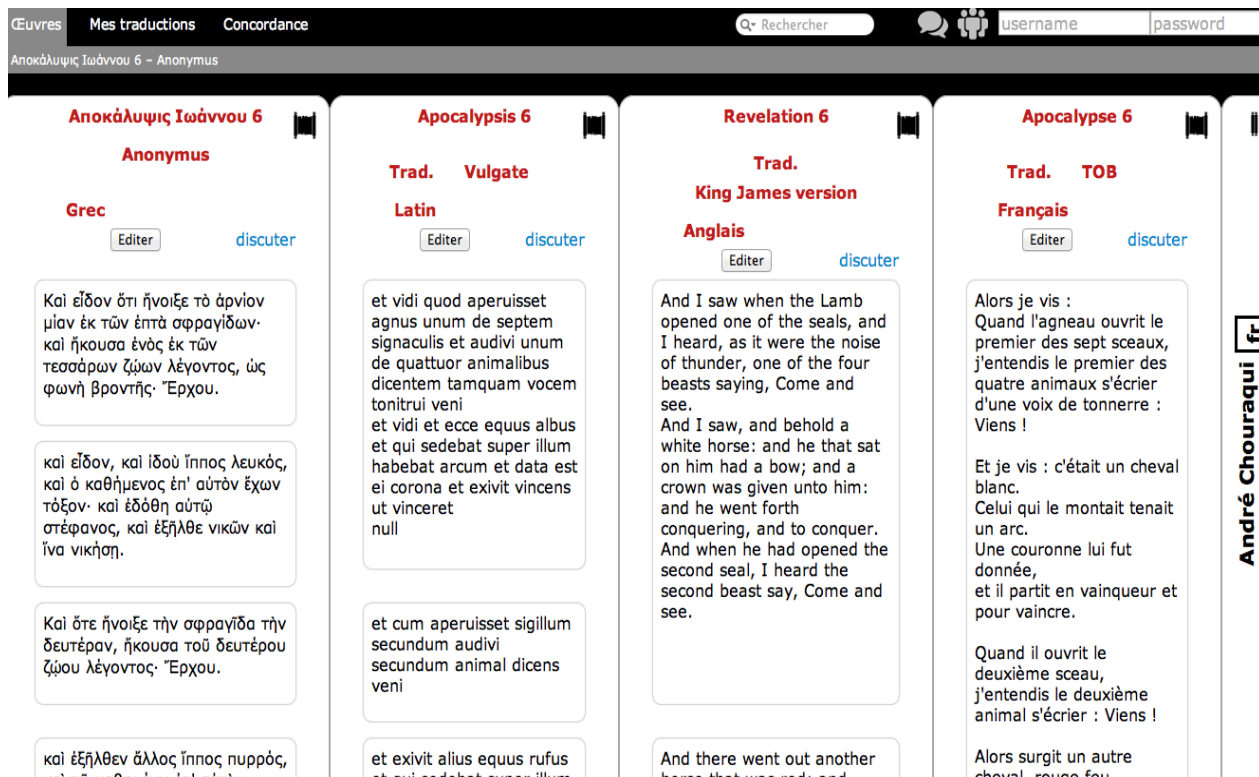 Œuvres Mes traductions Concordance Rechercher username password
Αποκάλυψις Ιωάννου 6 – Anonymus
Αποκάλυψις Ιωάννου 6
Anonymus
Grec
Editer discuter
Καὶ εἶδον ὅτι ἤνοιξε τὸ ἀρνίον
μίαν ἐκ τῶν ἑπτὰ σφραγίδων·
καὶ ἤκουσα ἑνὸς ἐκ τῶν
τεσσάρων ζῴων λέγοντος, ὡς
φωνὴ βροντῆς· Ἔρχου.
καὶ εἶδον, καὶ ἰδοὺ ἵππος λευκός,
καὶ ὁ καθήμενος ἐπ' αὐτὸν ἔχων
τόξον· καὶ ἐδόθη αὐτῷ
στέφανος, καὶ ἐξῆλθε νικῶν καὶ
ἵνα νικήσῃ.
Καὶ ὅτε ἤνοιξε τὴν σφραγῖδα τὴν
δευτέραν, ἤκουσα τοῦ δευτέρου
ζῴου λέγοντος· Ἔρχου.
καὶ ἐξῆλθεν ἄλλος ἵππος πυρρός,
Apocalypsis 6
Trad. Vulgate
Latin
Editer discuter
et vidi quod aperuisset
agnus unum de septem
signaculis et audivi unum
de quattuor animalibus
dicentem tamquam vocem
tonitrui veni
et vidi et ecce equus albus
et qui sedebat super illum
habebat arcum et data est
ei corona et exivit vincens
ut vinceret
null
et cum aperuisset sigillum
secundum audivi
secundum animal dicens
veni
et exivit alius equus rufus
et qui sedebat super illum
Revelation 6
Trad.
King James version
Anglais
Editer discuter
And I saw when the Lamb
opened one of the seals, and
I heard, as it were the noise
of thunder, one of the four
beasts saying, Come and
see.
And I saw, and behold a
white horse: and he that sat
on him had a bow; and a
crown was given unto him:
and he went forth
conquering, and to conquer.
And when he had opened the
second seal, I heard the
second beast say, Come and
see.
And there went out another
horse that was red: and
Apocalypse 6
Trad. TOB
Français
Editer discuter
Alors je vis :
Quand l'agneau ouvrit le
premier des sept sceaux,
j'entendis le premier des
quatre animaux s'écrier
d'une voix de tonnerre :
Viens !
Et je vis : c'était un cheval
blanc.
Celui qui le montait tenait
un arc.
Une couronne lui fut
donnée,
et il partit en vainqueur et
pour vaincre.
Quand il ouvrit le
deuxième sceau,
j'entendis le deuxième
animal s'écrier : Viens !
Alors surgit un autre
cheval, rouge feu.
André Chouraqui fr